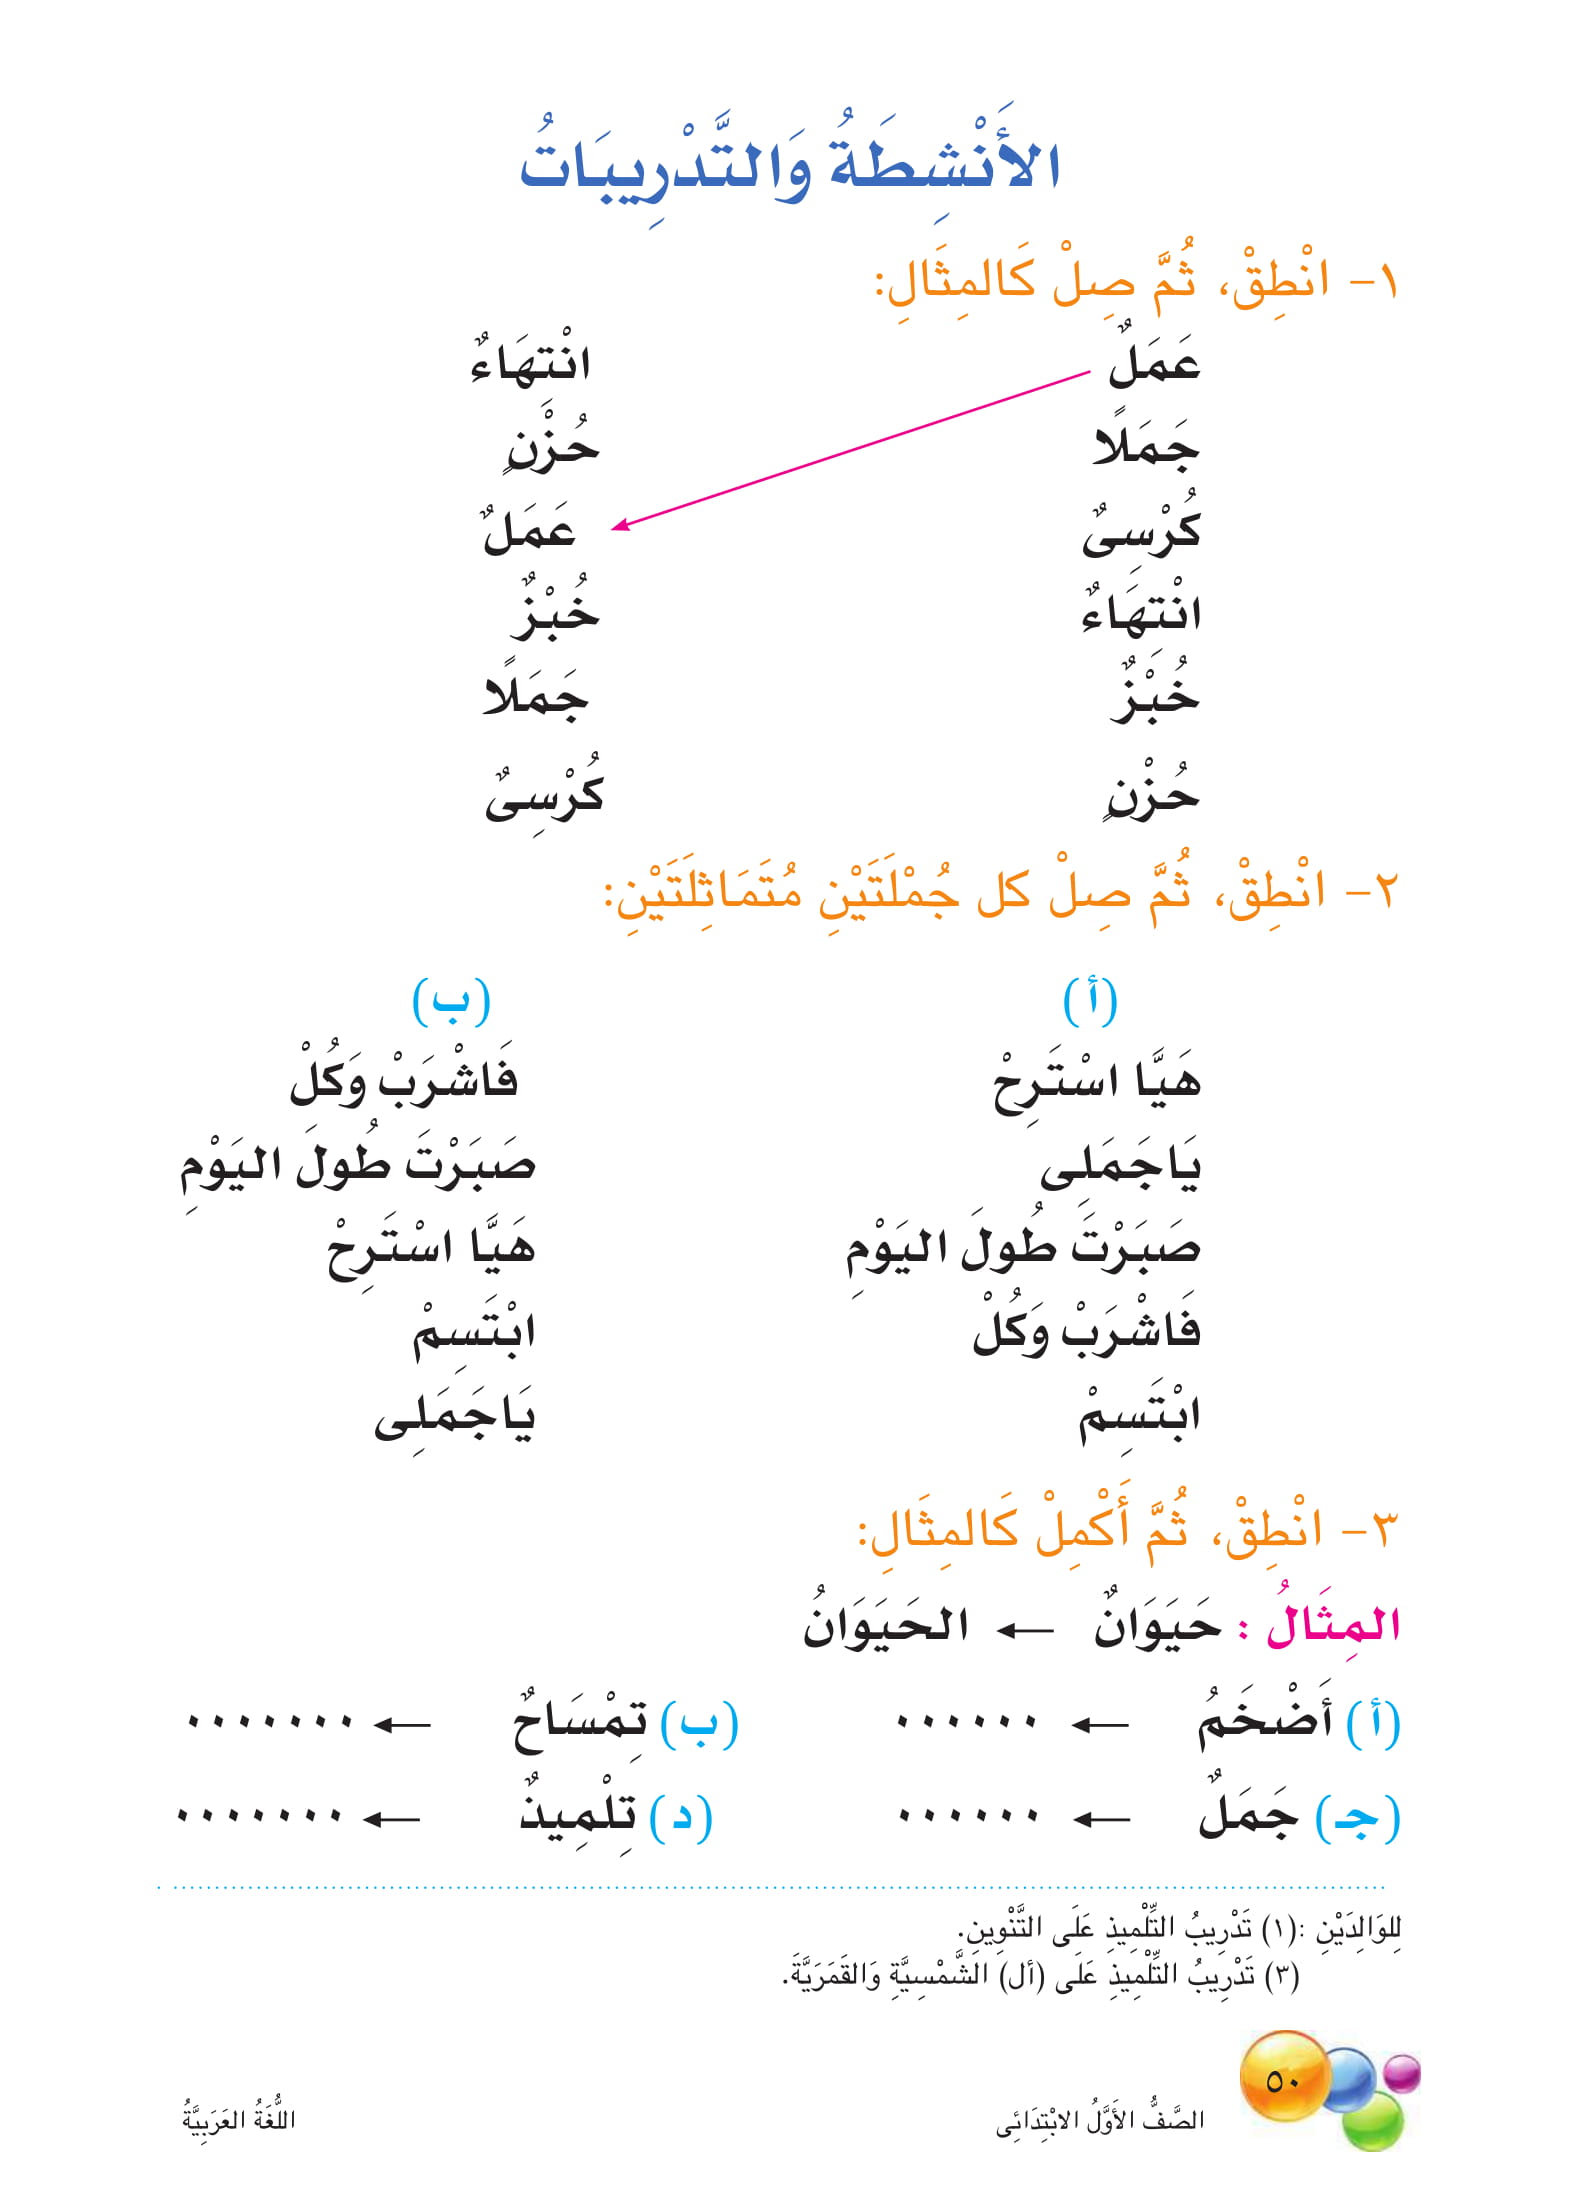 الأَنْشِطَةُ وَالتَّدْرِيبَاتُ
١- انْطِقْ، ثُمَّ صِلْ كَالمِثَالِ:
عَمَلٌ انْتهَاءٌ
جَمَلًا حُزْنٍ
كُرْسِىٌ عَمَلٌ
انْتِهَاءٌ خُبْزٌ
خُبْزٌ جَمَلًا
حُزْنٍ كُرْسِىٌ
٢- انْطِقْ، ثُمَّ صِلْ كل جُمْلَتَيْنِ مُتَمَاثِلَتَيْنِ:
(أ) (ب)
هَيَّا اسْتَرِحْ فَاشْرَبْ وَكُلْ
يَاجَمَلِى صَبَرْتَ طُولَ اليَوْمِ
صَبَرْتَ طُولَ اليَوْمِ هَيَّا اسْتَرِحْ
فَاشْرَبْ وَكُلْ ابْتَسِمْ
ابْتَسِمْ يَاجَمَلِى
٣- انْطِقْ، ثُمَّ أَكْمِلْ كَالمِثَالِ:
المِثَالُ : حَيَوَانٌ ← الحَيَوَانُ
(أ) أَضْخَمُ ← ...... (ب) تِمْسَاحٌ ← .......
(جـ) جَمَلٌ ← ...... (د) تِلْمِيذٌ ← .......
لِلوَالِدَيْنِ :(١) تَدْرِيبُ التِّلْمِيذِ عَلَى التَّنْوِينِ.
(٣) تَدْرِيبُ التِّلْمِيذِ عَلَى (أل) الشَّمْسِيَّةِ وَالقَمَرَيَّةَ.
٥٠
الصَّفُّ الأَوَّلُ الابْتِدَائِى اللُّغَةُ العَرَبِيَّةُ